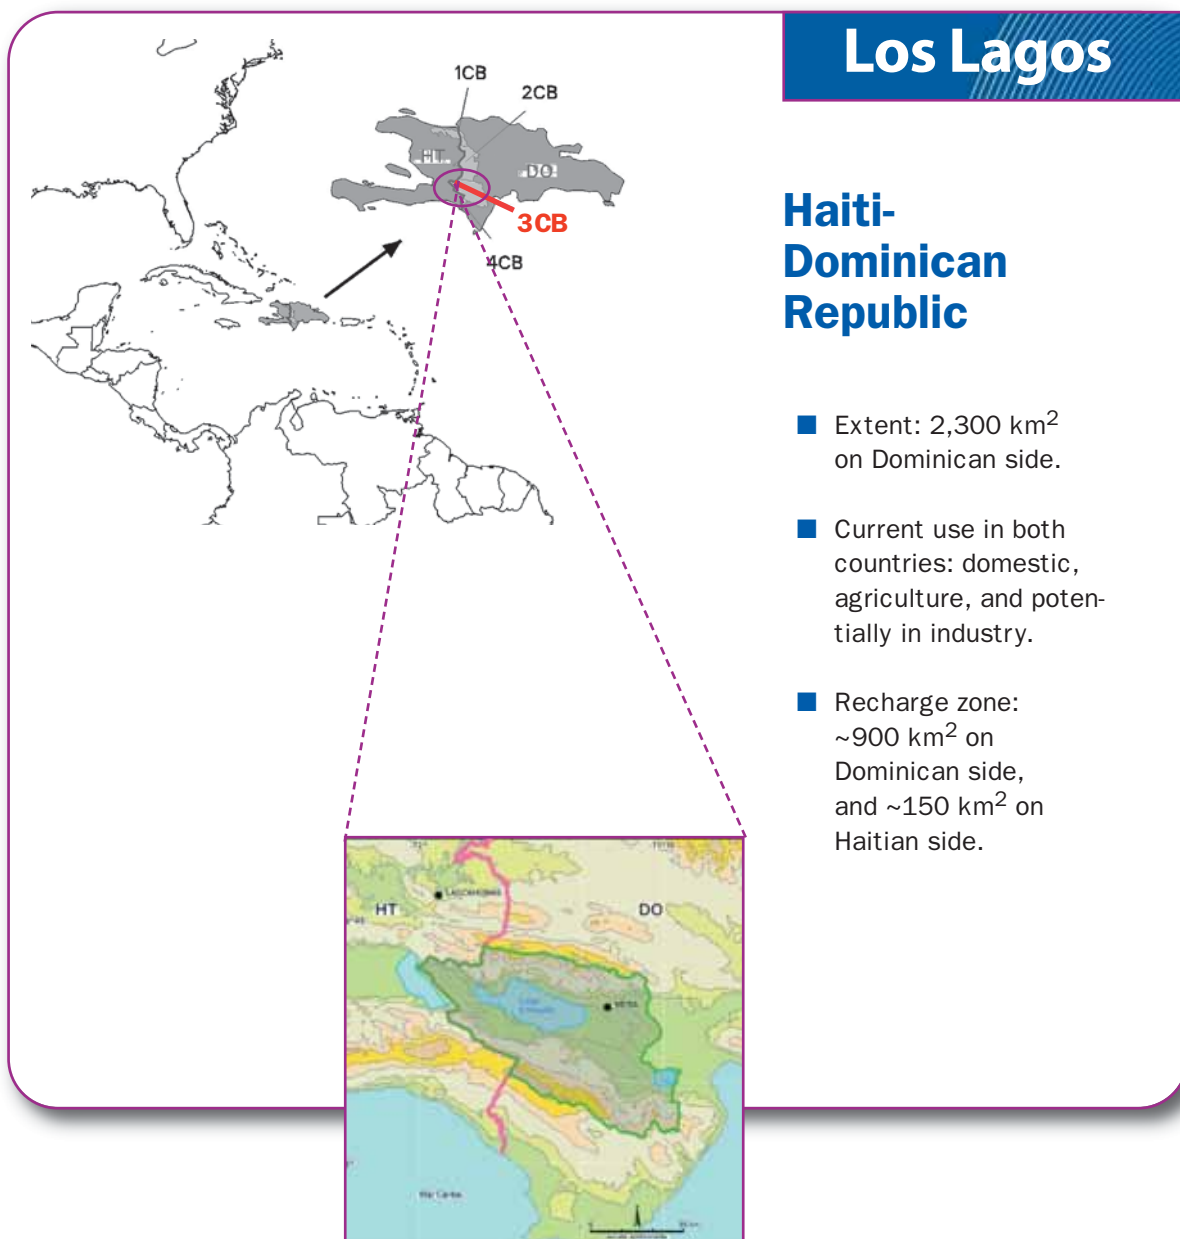 Los Lagos
1CB
2CB
HT
DO
3CB
4CB
Haiti-
Dominican
Republic
■ Extent: 2,300 km²
on Dominican side.
■ Current use in both
countries: domestic,
agriculture, and poten-
tially in industry.
■ Recharge zone:
~900 km² on
Dominican side,
and ~150 km² on
Haitian side.
HT
DO
Mar Caribe